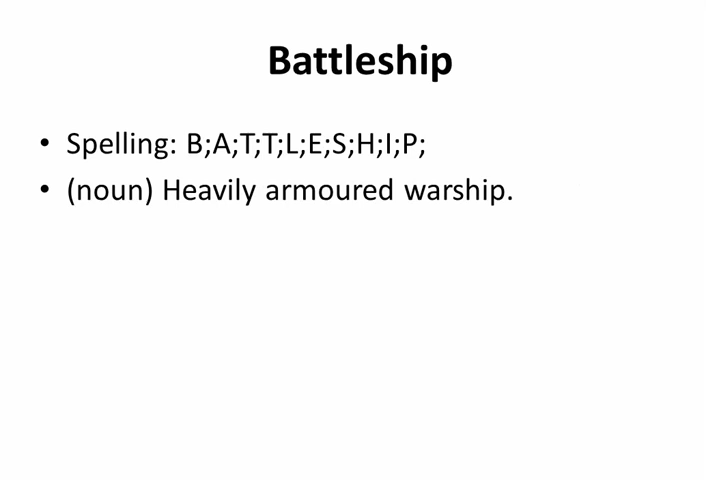 Battleship
• Spelling: B;A;T;T;L;E;S;H;I;P;
• (noun) Heavily armoured warship.